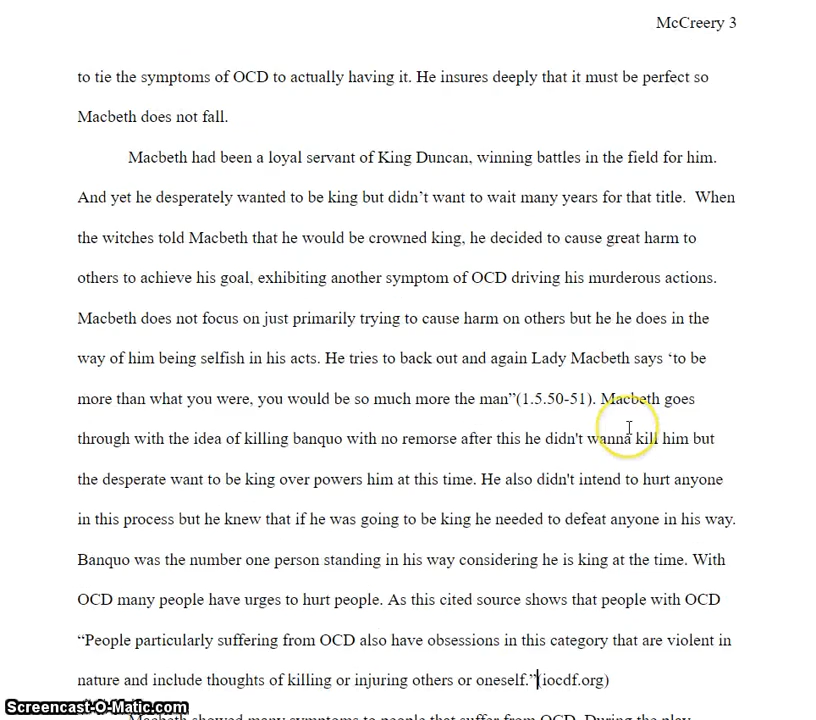 McCreery 3
to tie the symptoms of OCD to actually having it. He insures deeply that it must be perfect so
Macbeth does not fall.
Macbeth had been a loyal servant of King Duncan, winning battles in the field for him.
And yet he desperately wanted to be king but didn’t want to wait many years for that title.  When
the witches told Macbeth that he would be crowned king, he decided to cause great harm to
others to achieve his goal, exhibiting another symptom of OCD driving his murderous actions.
Macbeth does not focus on just primarily trying to cause harm on others but he he does in the
way of him being selfish in his acts. He tries to back out and again Lady Macbeth says ‘to be
more than what you were, you would be so much more the man”(1.5.50-51). Macbeth goes
through with the idea of killing banquo with no remorse after this he didn't wanna kill him but
the desperate want to be king over powers him at this time. He also didn't intend to hurt anyone
in this process but he knew that if he was going to be king he needed to defeat anyone in his way.
Banquo was the number one person standing in his way considering he is king at the time. With
OCD many people have urges to hurt people. As this cited source shows that people with OCD
“People particularly suffering from OCD also have obsessions in this category that are violent in
nature and include thoughts of killing or injuring others or oneself.”(iocdf.org)
Macbeth showed many symptoms to people that suffer from OCD. During the play
Screencast-O-Matic.com